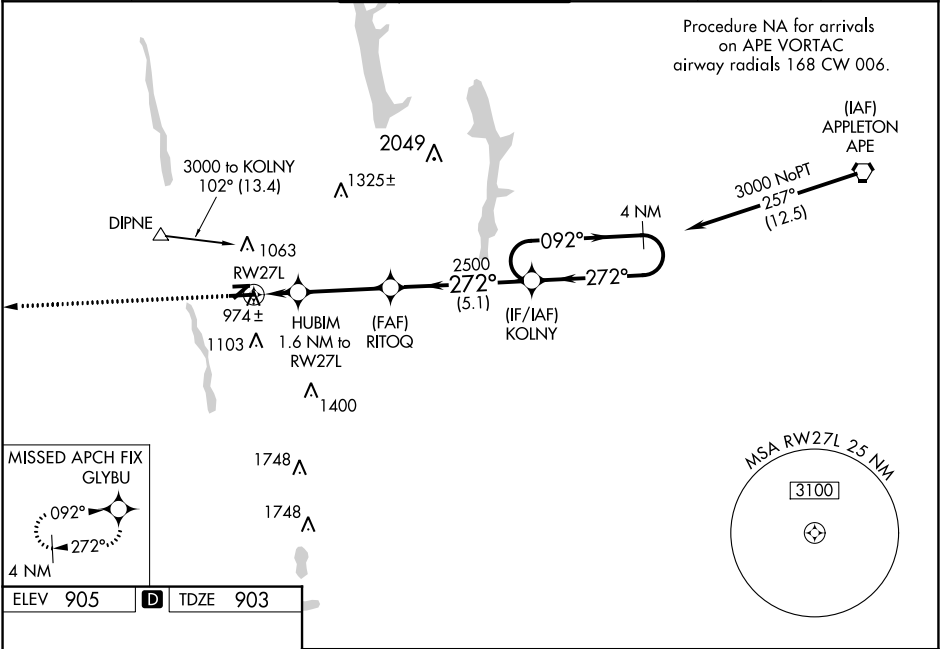 Procedure NA for arrivals
on APE VORTAC
airway radials 168 CW 006.
(IAF)
APPLETON
APE
2049
1325±
3000 to KOLNY
102° (13.4)
3000 NoPT
257°
(12.5)
DIPNE
4 NM
092°
1063
RW27L
2500
272°
(5.1)
272°
974±
HUBIM
1.6 NM to
RW27L
(FAF)
RITOQ
(IF/IAF)
KOLNY
1103
1400
MISSED APCH FIX
GLYBU
092°
272°
4 NM
1748
1748
MSA RW27L 25 NM
3100
ELEV 905 D TDZE 903